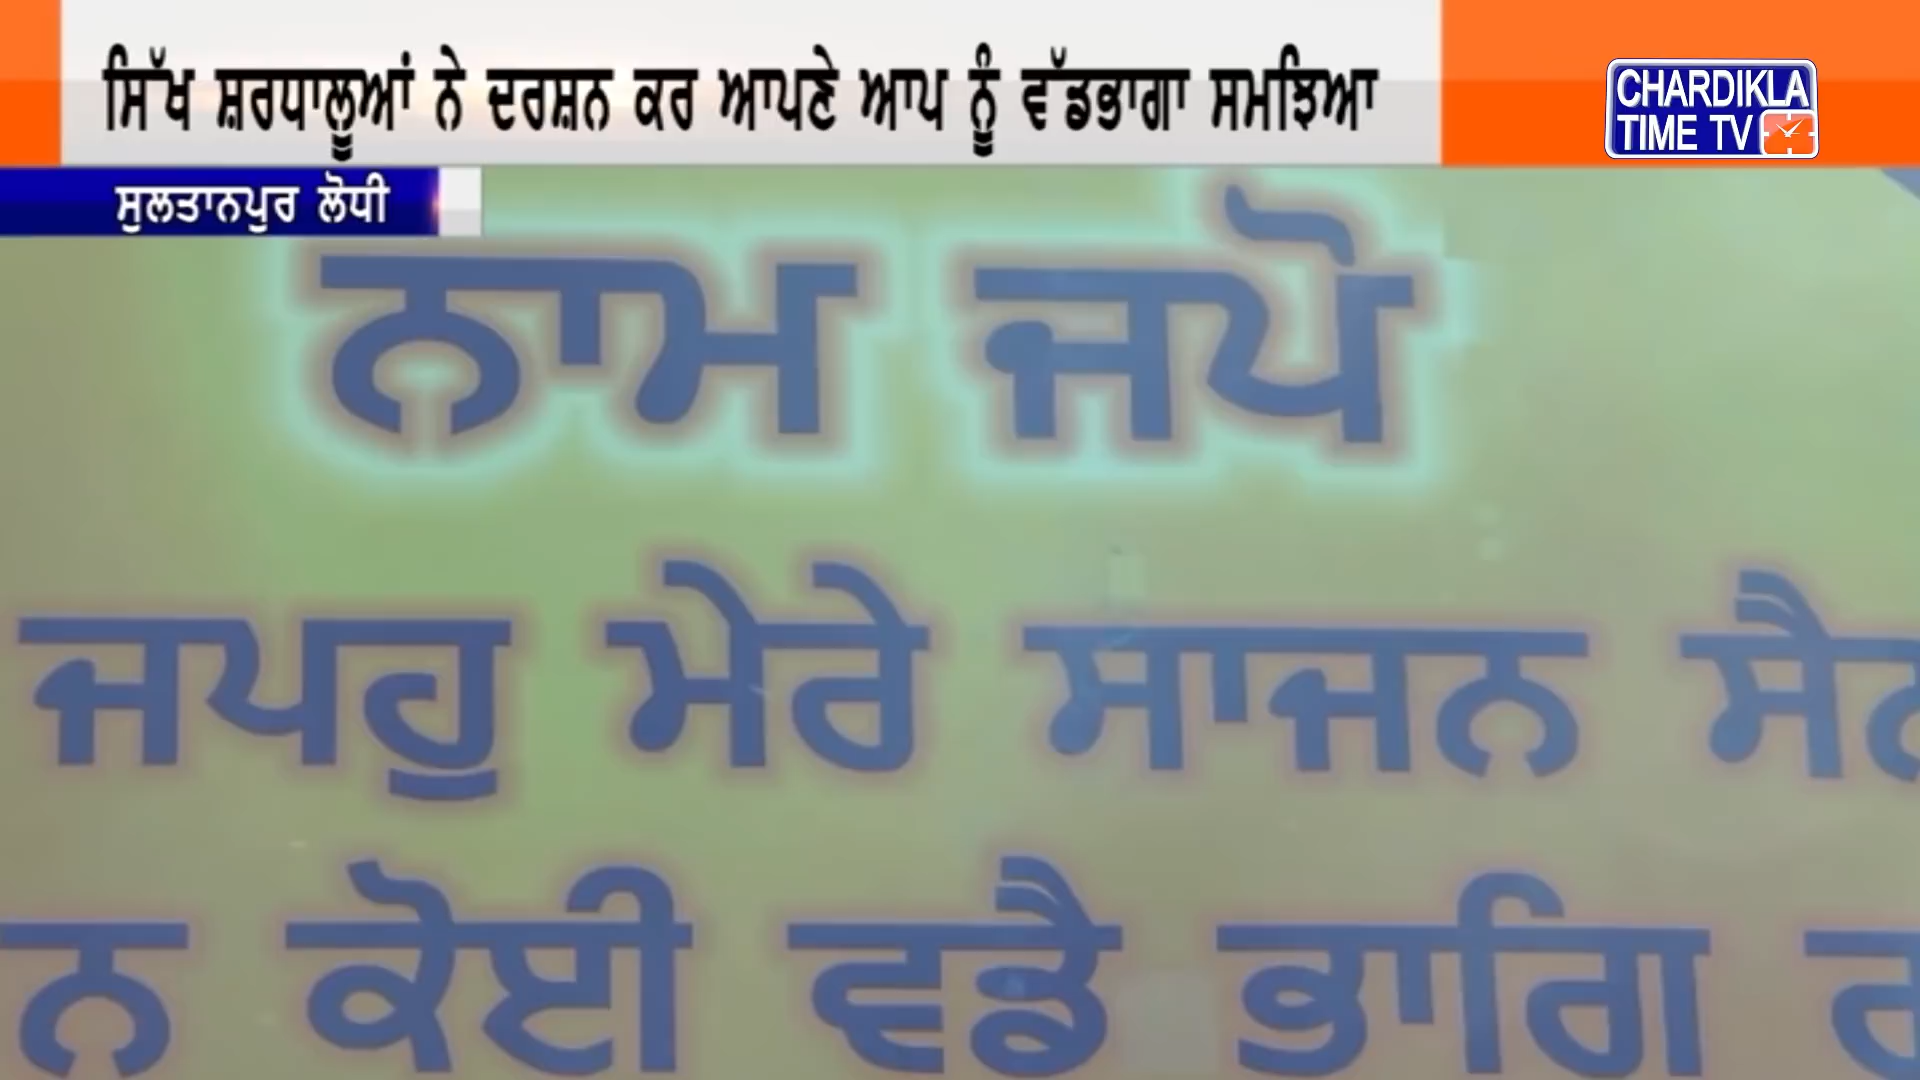 ਸਿੱਖ ਸ਼ਰਧਾਲੂਆਂ ਨੇ ਦਰਸ਼ਨ ਕਰ ਆਪਣੇ ਆਪ ਨੂੰ ਵੱਡਭਾਗਾ ਸਮਝਿਆ
CHARDIKLA
TIME TV
ਸੁਲਤਾਨਪੁਰ ਲੋਧੀ
ਨਾਮ ਜਪੋ
ਜਪਹੁ ਮੇਰੇ ਸਾਜਨ
ਕੋਈ ਵਡੈ ਭਾਗਿ